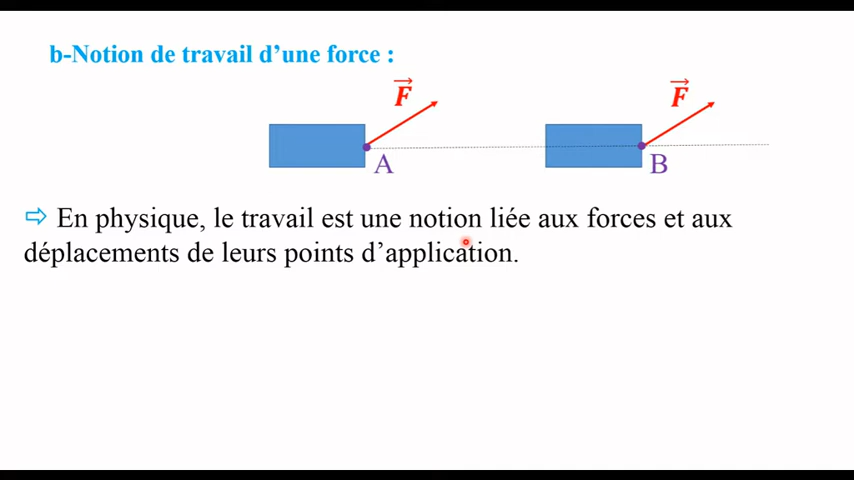 b-Notion de travail d’une force :
F F
A B
⇨ En physique, le travail est une notion liée aux forces et aux
déplacements de leurs points d’application.